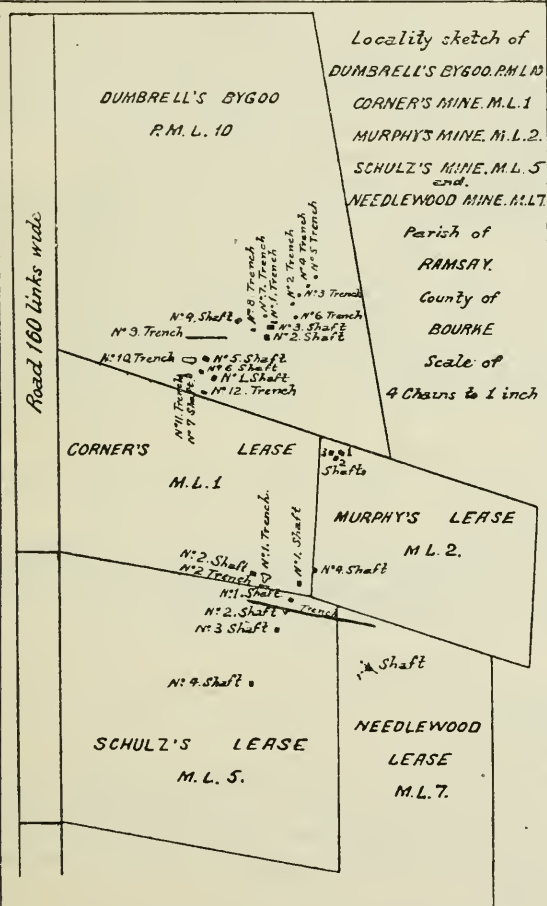 Locality sketch of
DUMBRELL'S BYGOO. P.M.L 10
CORNER'S MINE. M.L.1
MURPHY'S MINE. M.L.2.
SCHULZ'S MINE. M.L. 5
and.
NEEDLEWOOD MINE. M.L.7.
Parish of
RAMSAY.
County of
BOURKE
Scale of
4 Chains to 1 inch
Road 160 links wide
DUMBRELL'S BYGOO
P.M.L. 10
Nº 8. Trench
Nº 7. Trench
Nº 1. Trench
Nº 2 Trench
Nº 4. Trench
Nº 5 Trench
Nº 3 Trench
Nº 6. Trench
Nº 4. Shaft
Nº 3. Shaft
Nº 9. Trench
Nº 2. Shaft
Nº 10. Trench
Nº 5. Shaft
Nº 6. Shaft
Nº 1. Shaft
Nº 12. Trench
Nº 11. Trench
Nº 7 Shaft
CORNER'S LEASE
M.L.1
3 1
2
Shafts
MURPHY'S LEASE
M.L. 2.
Nº 1. Trench.
Nº 1. Shaft
Nº 2. Shaft
Nº 2 Trench
Nº 4. Shaft
Nº 1. Shaft
Nº 2. Shaft
Trench
Nº 3 Shaft
Shaft
Nº 4. Shaft
SCHULZ'S LEASE
M.L. 5.
NEEDLEWOOD
LEASE
M.L.7.